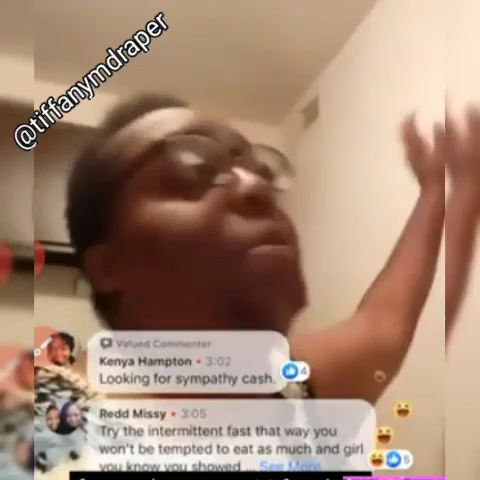 @tiffanymdraper
Valued Commenter
Kenya Hampton • 3:02
Looking for sympathy cash.
4
Redd Missy • 3:05
Try the intermittent fast that way you
won't be tempted to eat as much and girl
you know you showed... See More
5